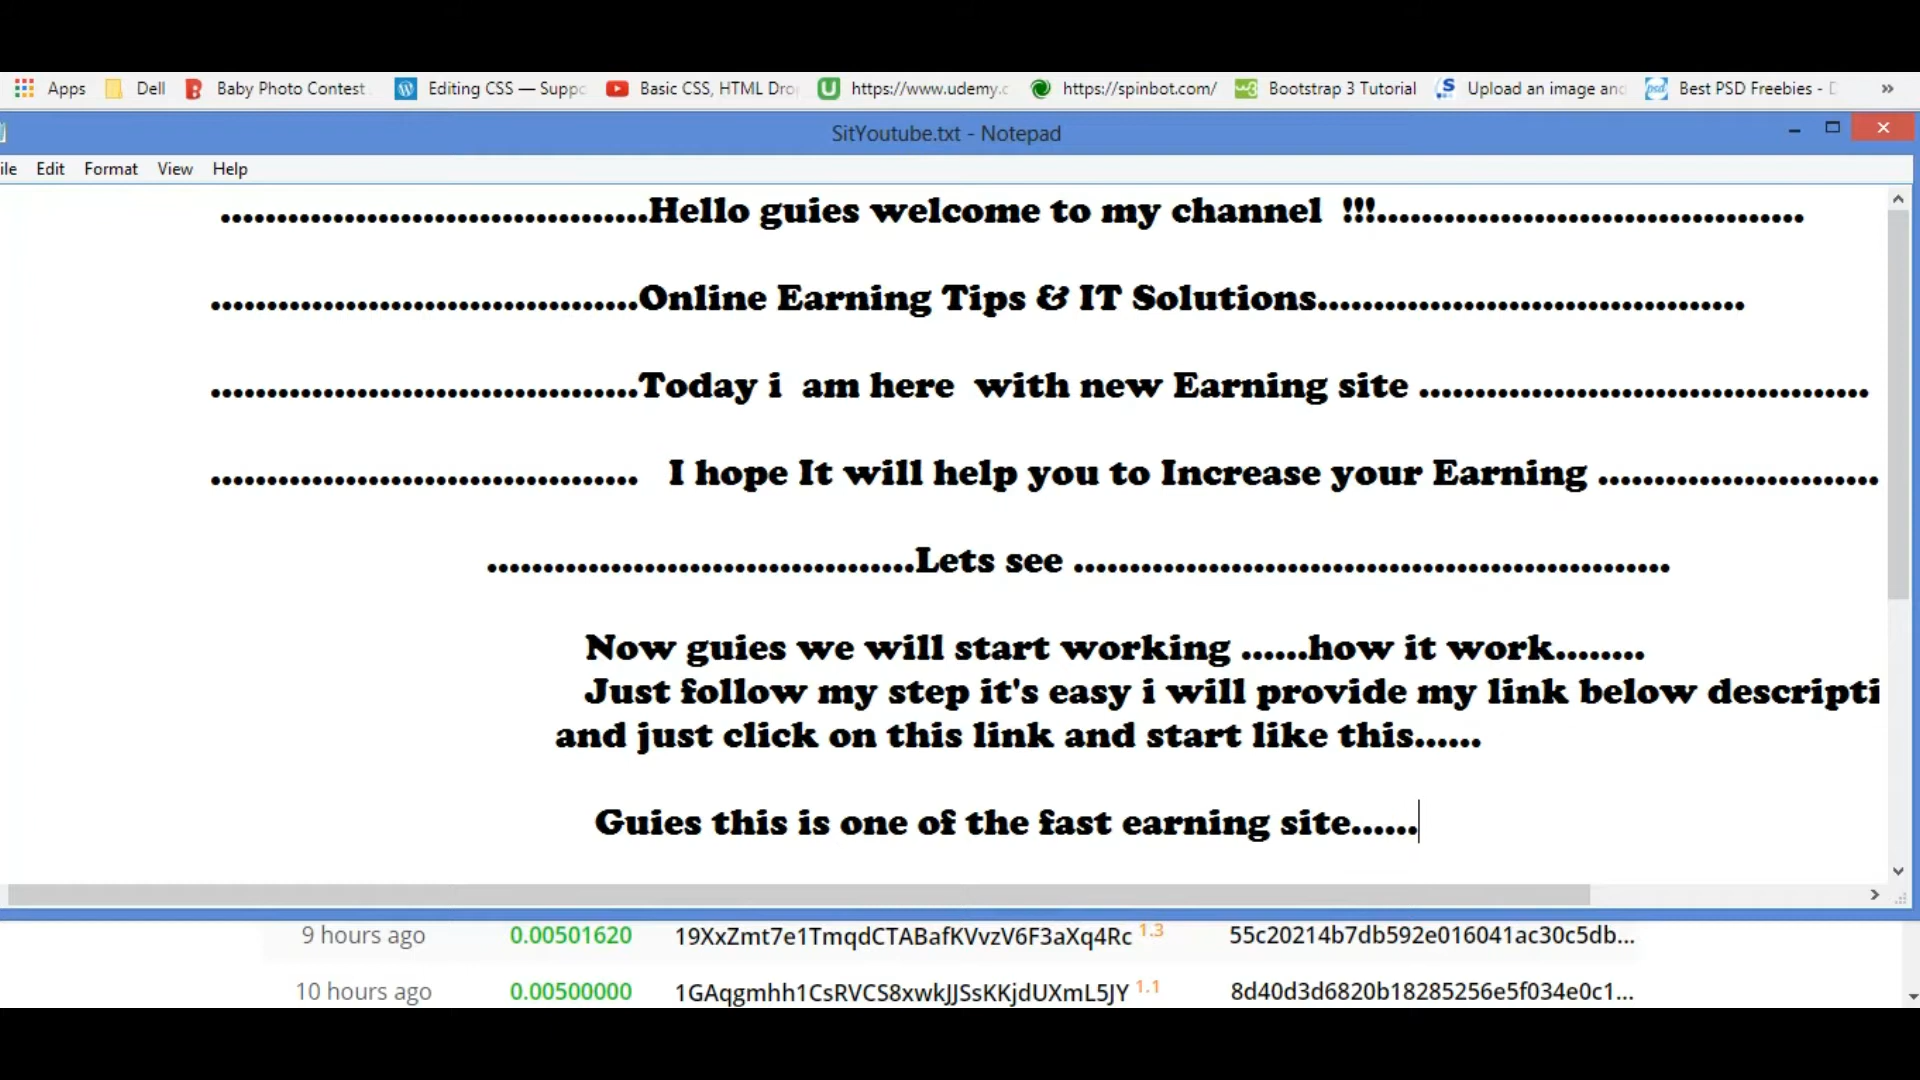 Apps Dell Baby Photo Contest Editing CSS — Suppo Basic CSS, HTML Dro https://www.udemy.c https://spinbot.com/ Bootstrap 3 Tutorial Upload an image and Best PSD Freebies - D »
SitYoutube.txt - Notepad
ile Edit Format View Help
......................................Hello guies welcome to my channel !!!......................................
......................................Online Earning Tips & IT Solutions......................................
......................................Today i am here with new Earning site ........................................
...................................... I hope It will help you to Increase your Earning .........................
......................................Lets see .....................................................
Now guies we will start working ......how it work........
Just follow my step it's easy i will provide my link below descripti
and just click on this link and start like this......
Guies this is one of the fast earning site......
9 hours ago 0.00501620 19XxZmt7e1TmqdCTABafKVvzV6F3aXq4Rc 1.3 55c20214b7db592e016041ac30c5db...
10 hours ago 0.00500000 1GAqgmhh1CsRVCS8xwkJJSsKKjdUXmL5JY 1.1 8d40d3d6820b18285256e5f034e0c1...